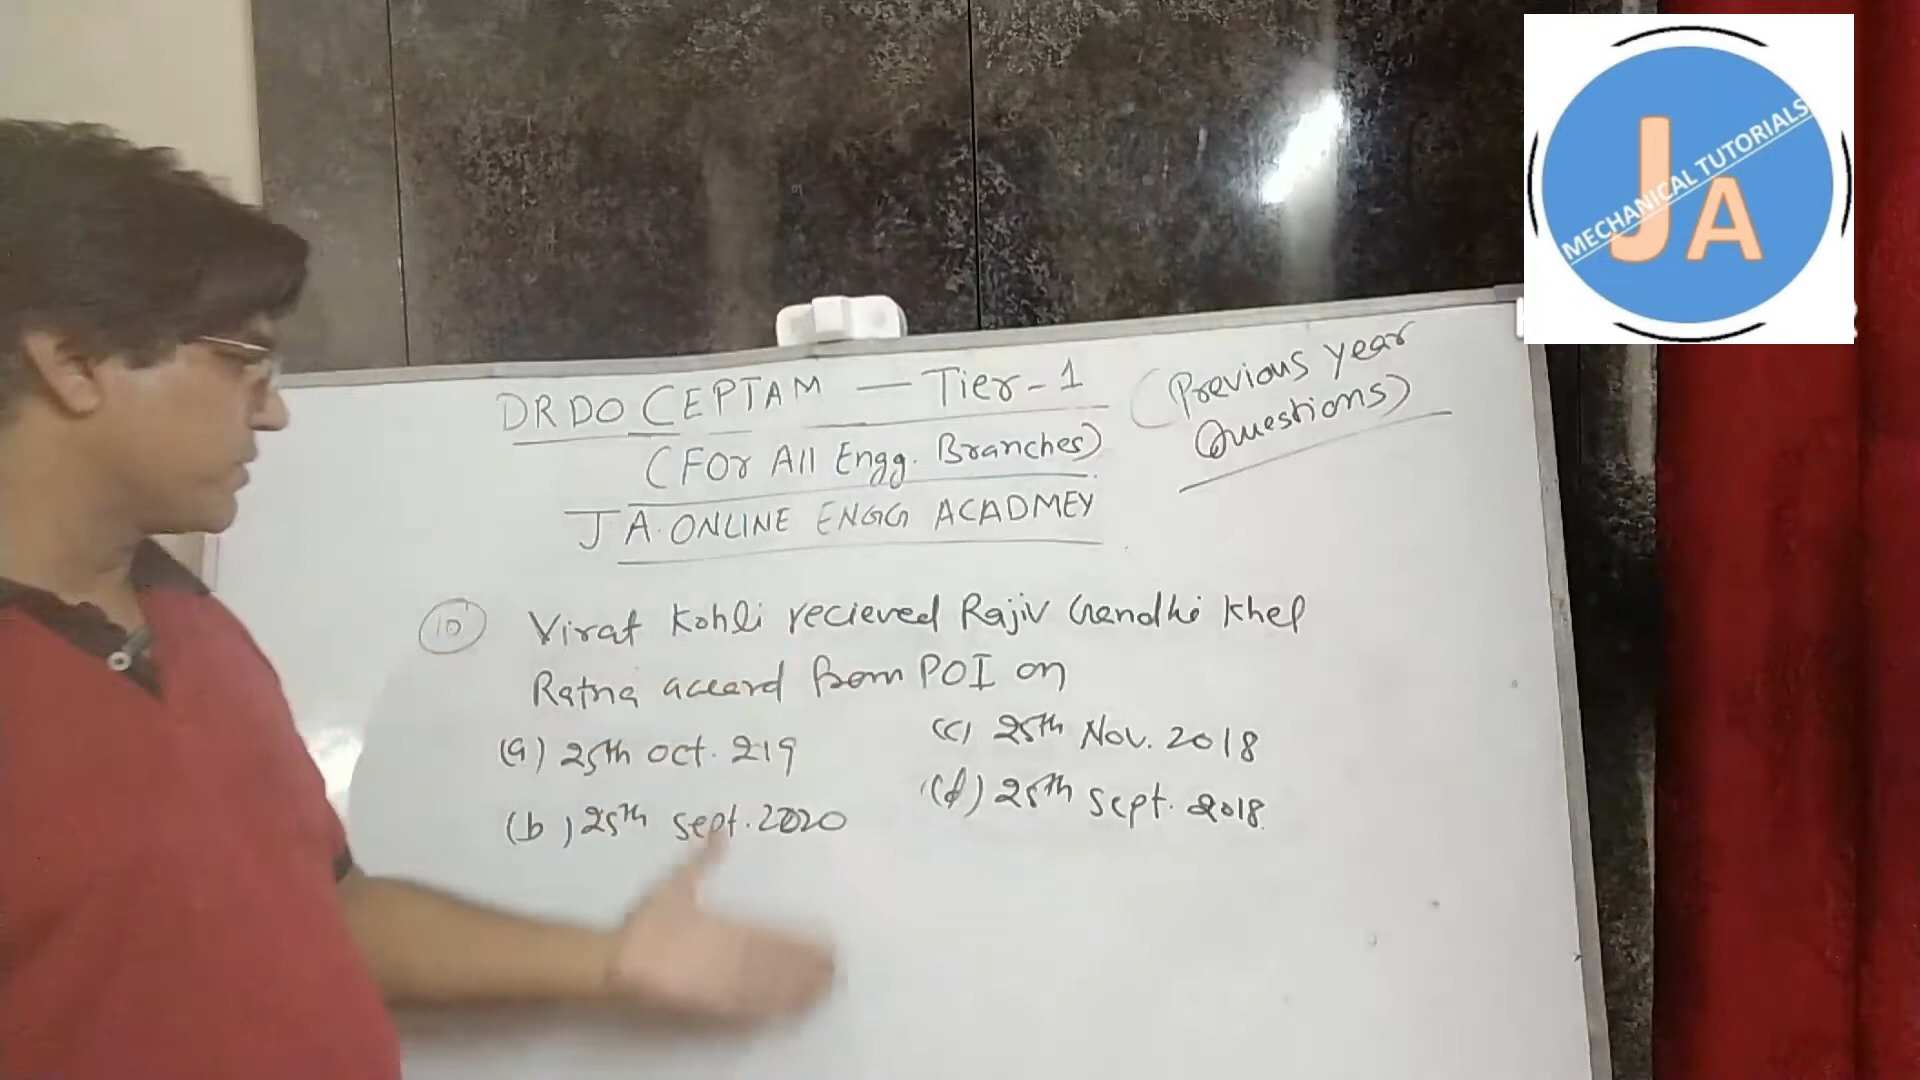 DRDO CEPTAM — Tier-1 (Previous year Questions)
(FOr All Engg. Branches)
JA. ONLINE ENGG ACADMEY
10 Virat Kohli recieved Rajiv Gandhi Khel
Ratna award from POI on
(a) 25th oct. 219
(b) 25th sept. 2020
(c) 25th Nov. 2018
(d) 25th sept. 2018.
JA
MECHANICAL TUTORIALS